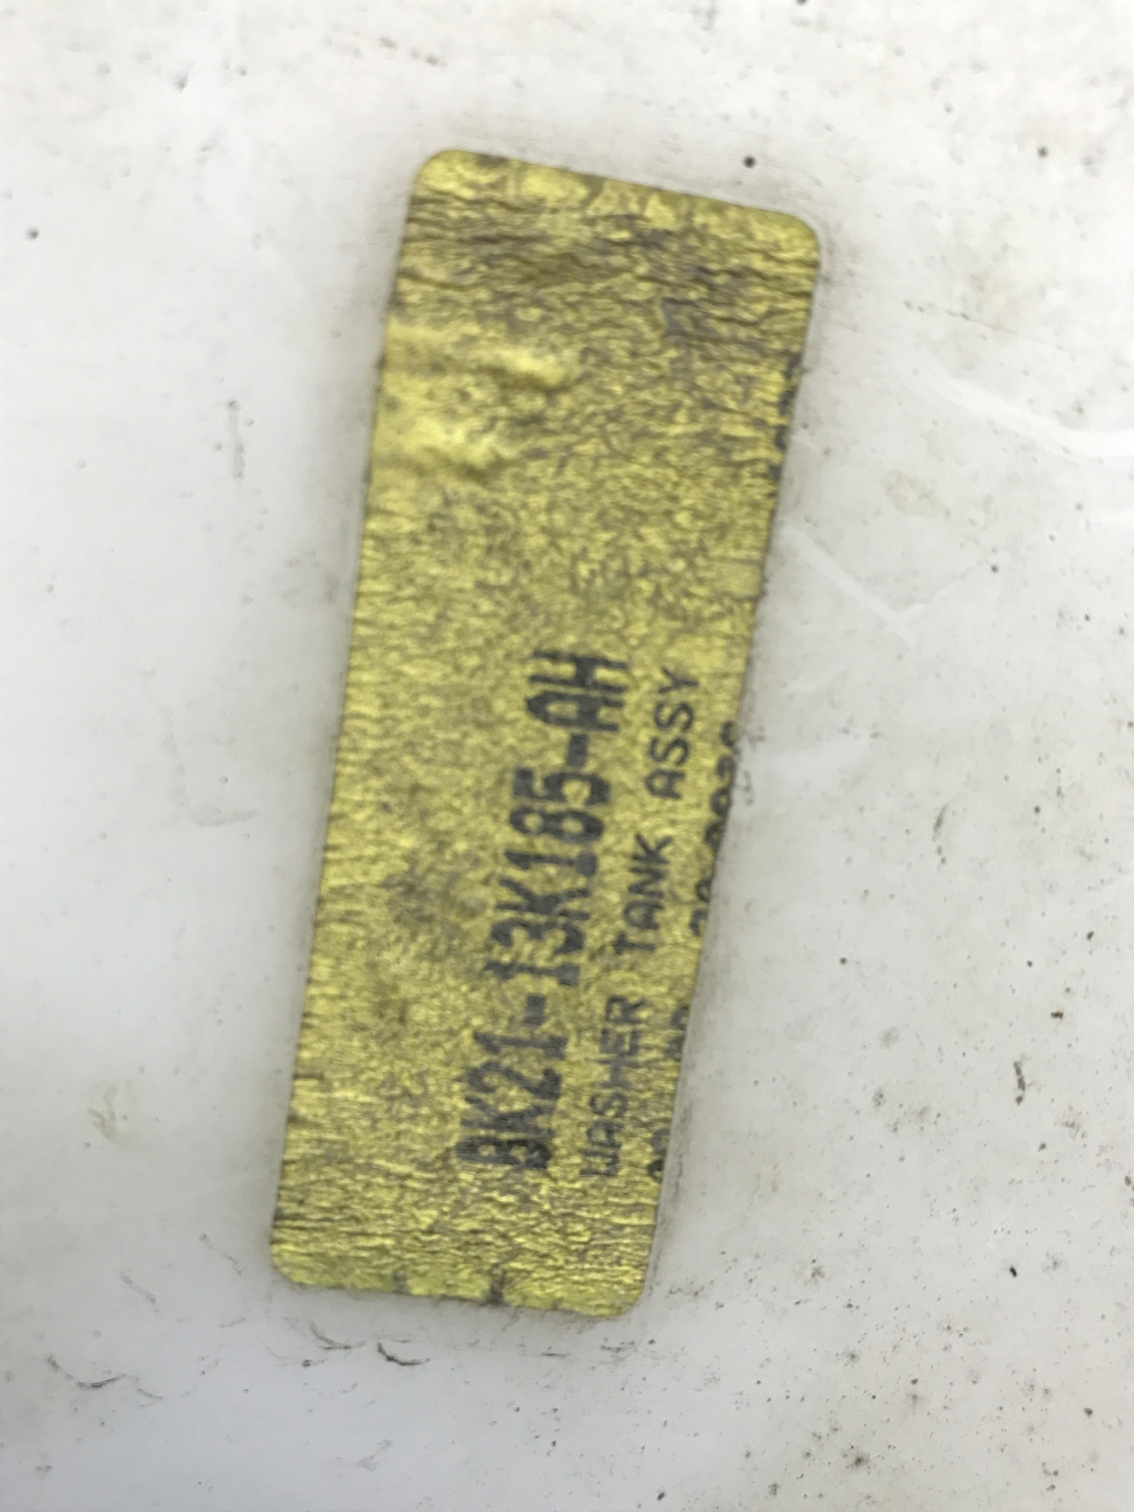 BK21-13K185-AH
WASHER TANK ASSY